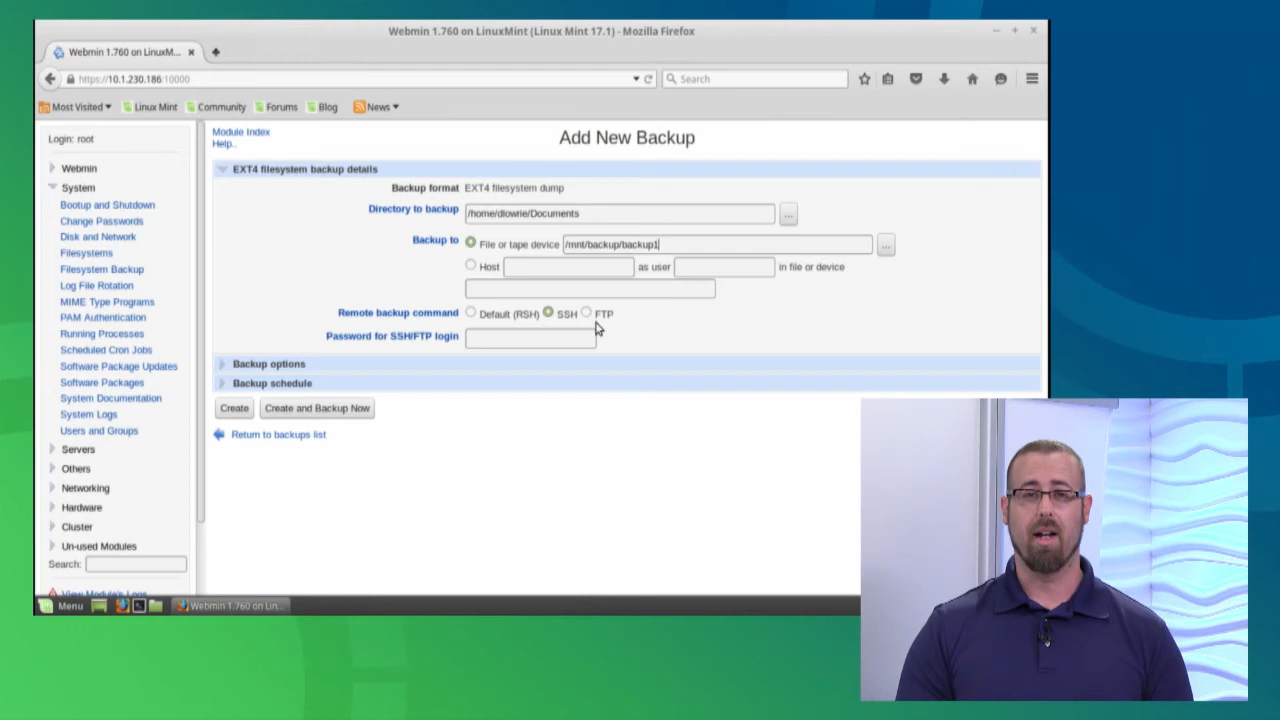 Webmin 1.760 on LinuxMint (Linux Mint 17.1) - Mozilla Firefox
Webmin 1.760 on LinuxM...
https://10.1.230.186:10000
Search
Most Visited
Linux Mint
Community
Forums
Blog
News
Login: root
Webmin
System
Bootup and Shutdown
Change Passwords
Disk and Network
Filesystems
Filesystem Backup
Log File Rotation
MIME Type Programs
PAM Authentication
Running Processes
Scheduled Cron Jobs
Software Package Updates
Software Packages
System Documentation
System Logs
Users and Groups
Servers
Others
Networking
Hardware
Cluster
Un-used Modules
Search:
View Module's Logs
Module Index
Help..
Add New Backup
EXT4 filesystem backup details
Backup format EXT4 filesystem dump
Directory to backup /home/dlowrie/Documents ...
Backup to File or tape device /mnt/backup/backup1 ...
Host as user in file or device
Remote backup command Default (RSH) SSH FTP
Password for SSH/FTP login
Backup options
Backup schedule
Create Create and Backup Now
Return to backups list
Menu
Webmin 1.760 on Lin...